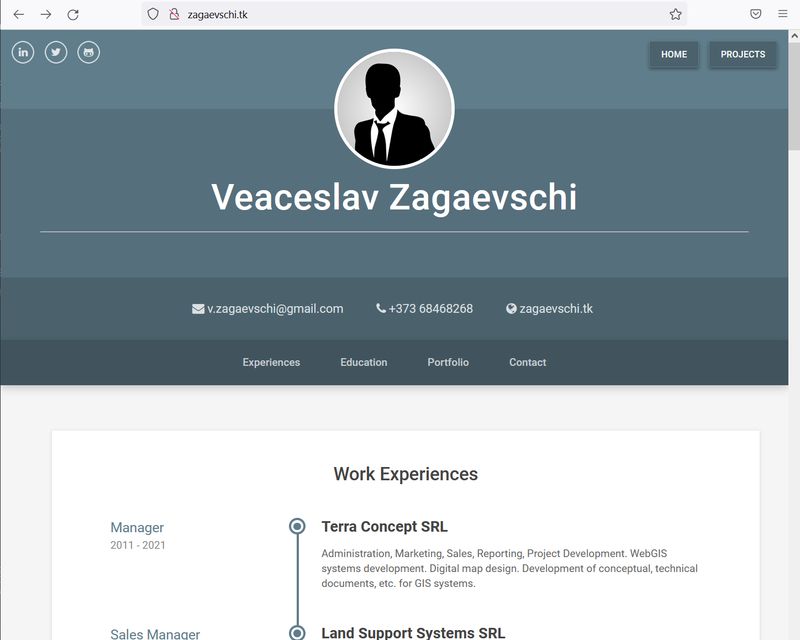 zagaevschi.tk
in
HOME
PROJECTS
Veaceslav Zagaevschi
v.zagaevschi@gmail.com
+373 68468268
zagaevschi.tk
Experiences
Education
Portfolio
Contact
Work Experiences
Manager
2011 - 2021
Terra Concept SRL
Administration, Marketing, Sales, Reporting, Project Development. WebGIS
systems development. Digital map design. Development of conceptual, technical
documents, etc. for GIS systems.
Sales Manager
Land Support Systems SRL